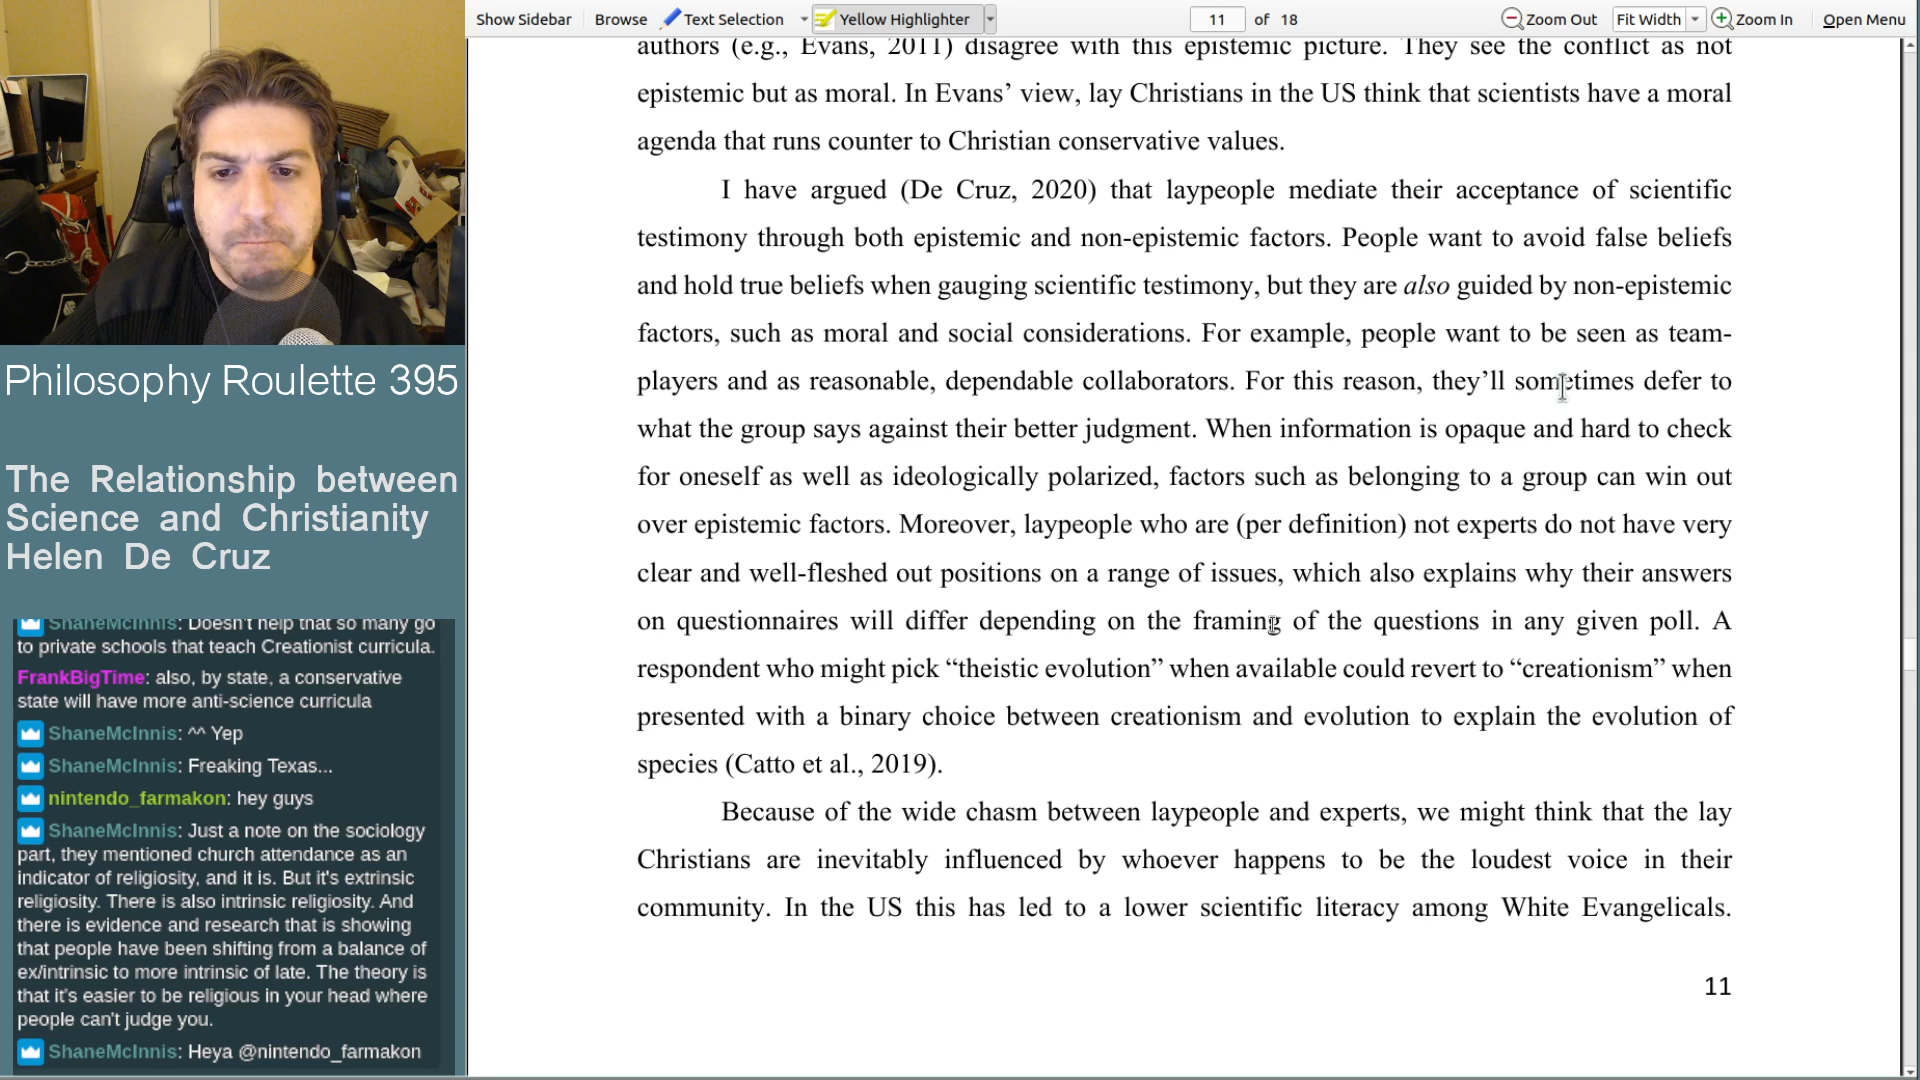 Show Sidebar Browse Text Selection Yellow Highlighter 11 of 18 Zoom Out Fit Width Zoom In Open Menu
authors (e.g., Evans, 2011) disagree with this epistemic picture. They see the conflict as not
epistemic but as moral. In Evans’ view, lay Christians in the US think that scientists have a moral
agenda that runs counter to Christian conservative values.
I have argued (De Cruz, 2020) that laypeople mediate their acceptance of scientific
testimony through both epistemic and non-epistemic factors. People want to avoid false beliefs
and hold true beliefs when gauging scientific testimony, but they are also guided by non-epistemic
factors, such as moral and social considerations. For example, people want to be seen as team-
players and as reasonable, dependable collaborators. For this reason, they’ll sometimes defer to
what the group says against their better judgment. When information is opaque and hard to check
for oneself as well as ideologically polarized, factors such as belonging to a group can win out
over epistemic factors. Moreover, laypeople who are (per definition) not experts do not have very
clear and well-fleshed out positions on a range of issues, which also explains why their answers
on questionnaires will differ depending on the framing of the questions in any given poll. A
respondent who might pick “theistic evolution” when available could revert to “creationism” when
presented with a binary choice between creationism and evolution to explain the evolution of
species (Catto et al., 2019).
Because of the wide chasm between laypeople and experts, we might think that the lay
Christians are inevitably influenced by whoever happens to be the loudest voice in their
community. In the US this has led to a lower scientific literacy among White Evangelicals.
11
Philosophy Roulette 395
The Relationship between
Science and Christianity
Helen De Cruz
ShaneMcInnis: Doesn't help that so many go
to private schools that teach Creationist curricula.
FrankBigTime: also, by state, a conservative
state will have more anti-science curricula
ShaneMcInnis: ^^ Yep
ShaneMcInnis: Freaking Texas...
nintendo_farmakon: hey guys
ShaneMcInnis: Just a note on the sociology
part, they mentioned church attendance as an
indicator of religiosity, and it is. But it's extrinsic
religiosity. There is also intrinsic religiosity. And
there is evidence and research that is showing
that people have been shifting from a balance of
ex/intrinsic to more intrinsic of late. The theory is
that it's easier to be religious in your head where
people can't judge you.
ShaneMcInnis: Heya @nintendo_farmakon